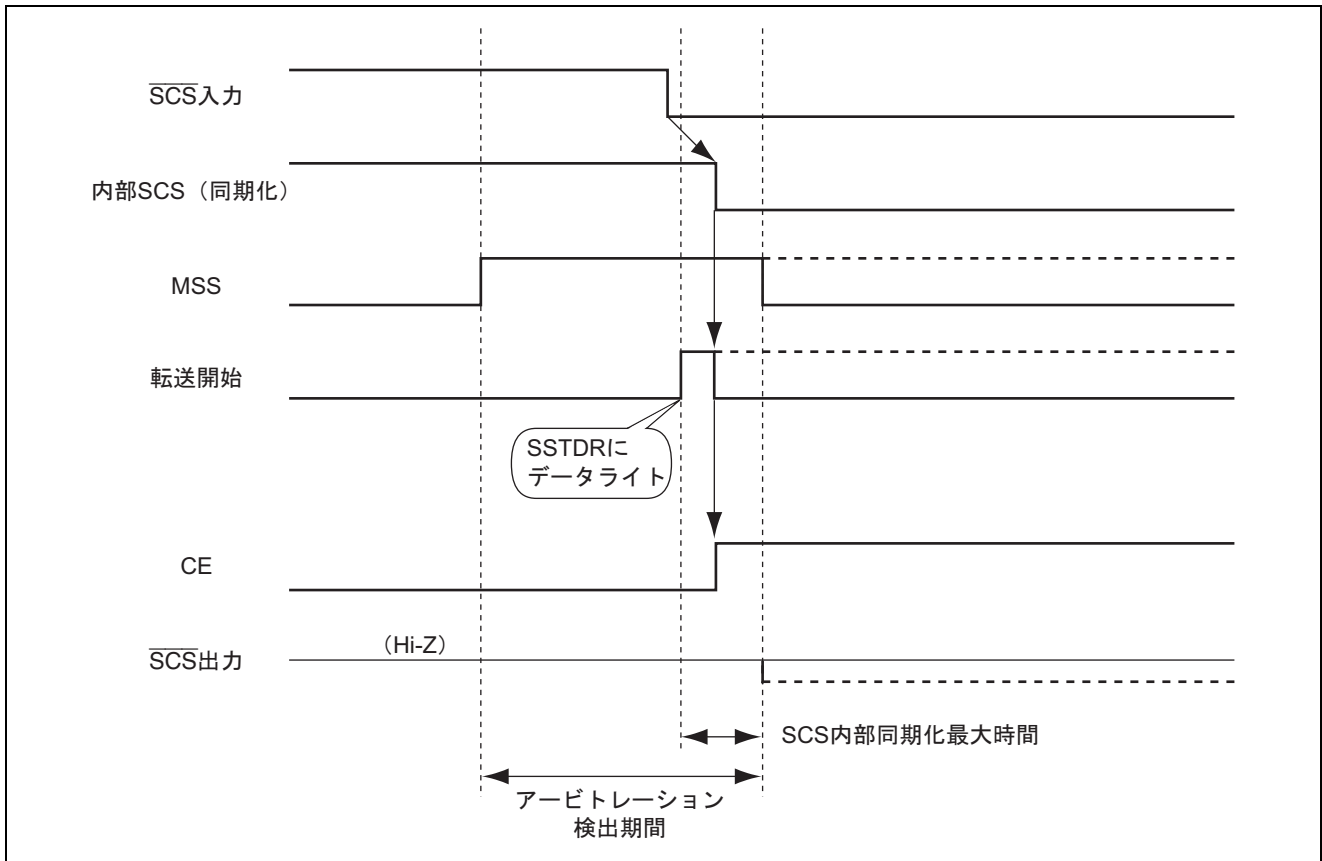 SCS入力
内部SCS（同期化）
MSS
転送開始
SSTDRに
データライト
CE
（Hi-Z）
SCS出力
SCS内部同期化最大時間
アービトレーション
検出期間